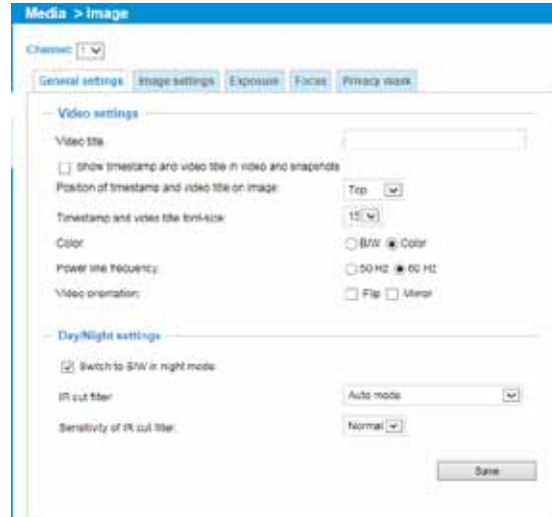 Media > Image
Channel: 1
General settings Image settings Exposure Focus Privacy mask
Video settings
Video title
Show timestamp and video title in video and snapshots
Position of timestamp and video title on image: Top
Timestamp and video title font-size: 15
Color: B/W Color
Power line frequency: 50 Hz 60 Hz
Video orientation: Flip Mirror
Day/Night settings
Switch to B/W in night mode
IR cut filter: Auto mode
Sensitivity of IR cut filter: Normal
Save